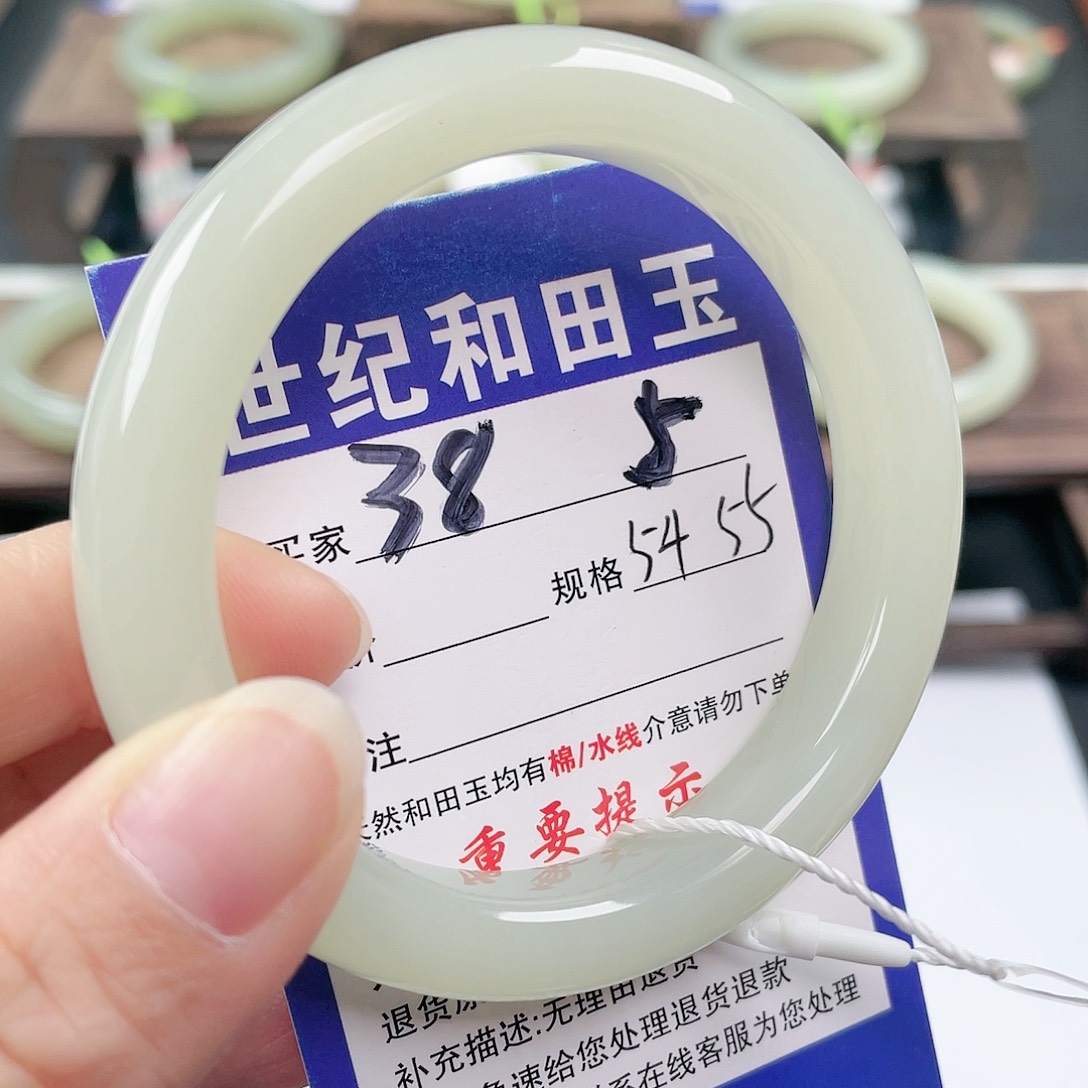 世纪和田玉
38 5
买家
规格 54 55
注
然和田玉均有棉/水线介意请勿下单
重要提示
退货
补充描述:无理由退货
速给您处理退货退款
系在线客服为您处理